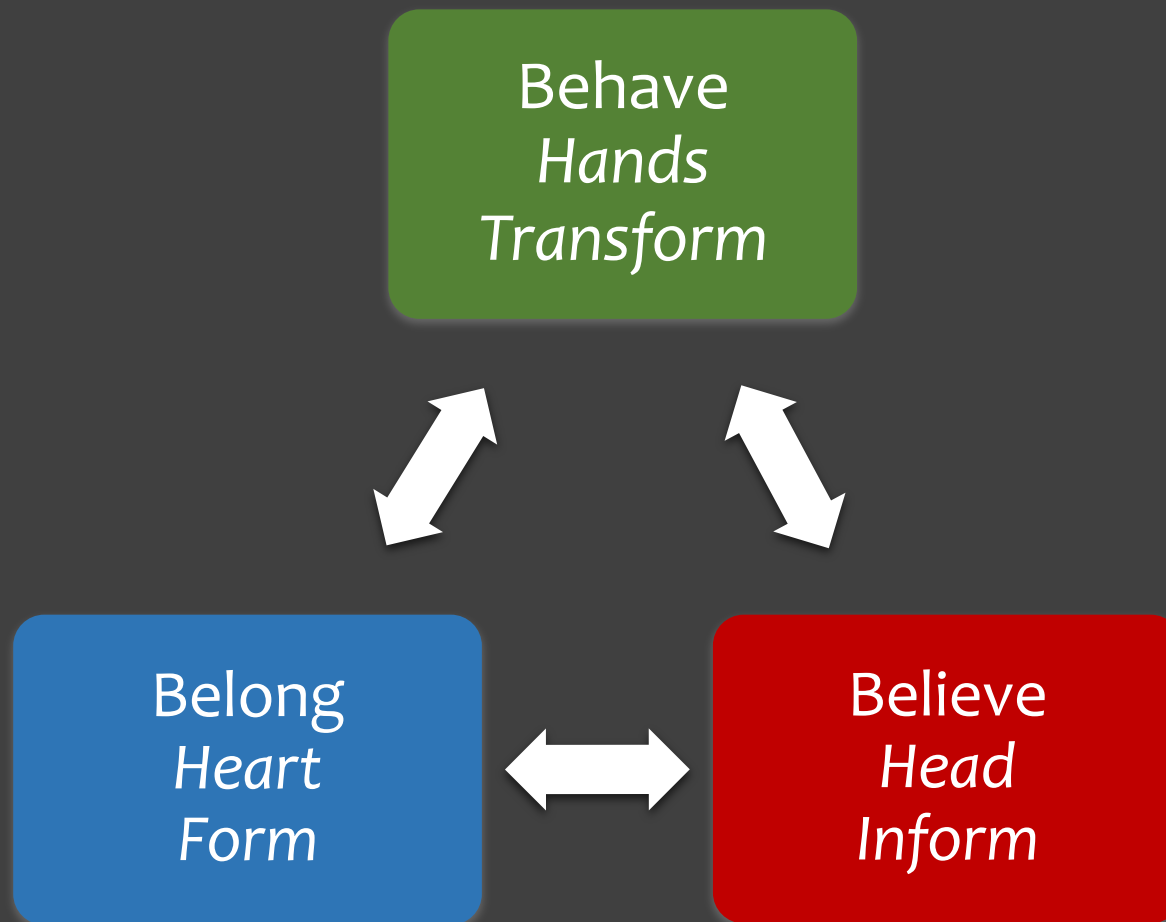 Behave
Hands
Transform
Belong
Heart
Form
Believe
Head
Inform